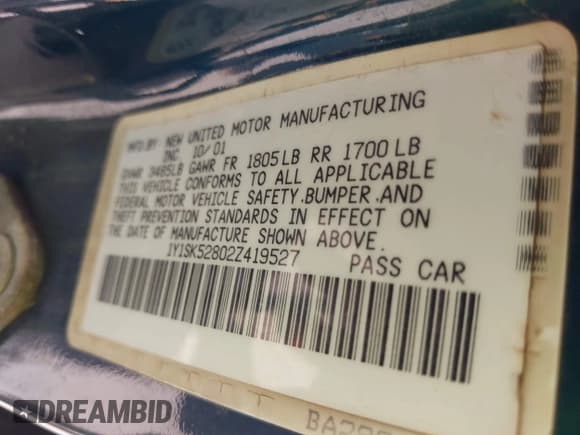 MFD. BY: NEW UNITED MOTOR MANUFACTURING
INC. 10/01
GVWR 3485LB GAWR FR 1805LB RR 1700LB
THIS VEHICLE CONFORMS TO ALL APPLICABLE
FEDERAL MOTOR VEHICLE SAFETY,BUMPER,AND
THEFT PREVENTION STANDARDS IN EFFECT ON
THE DATE OF MANUFACTURE SHOWN ABOVE.
1Y1SK52802Z419527 PASS CAR
DREAMBID